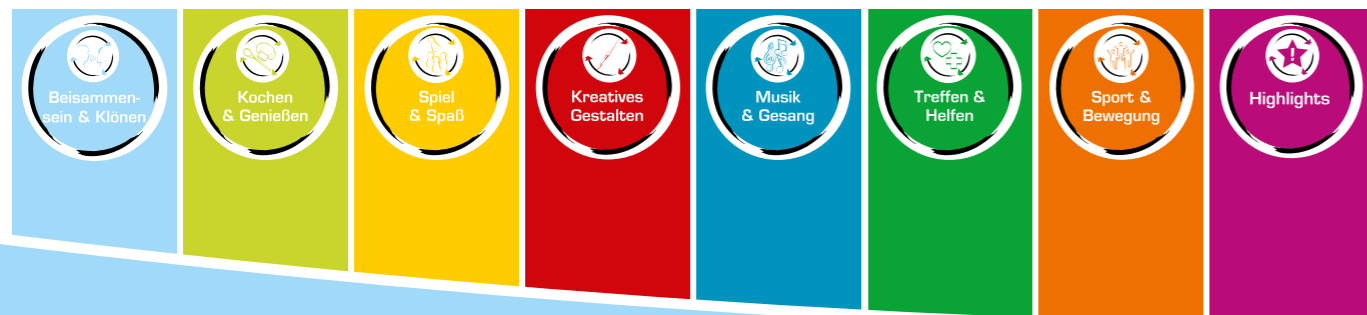 Beisammen-
sein & Klönen
Kochen
& Genießen
Spiel
& Spaß
Kreatives
Gestalten
Musik
& Gesang
Treffen &
Helfen
Sport &
Bewegung
Highlights